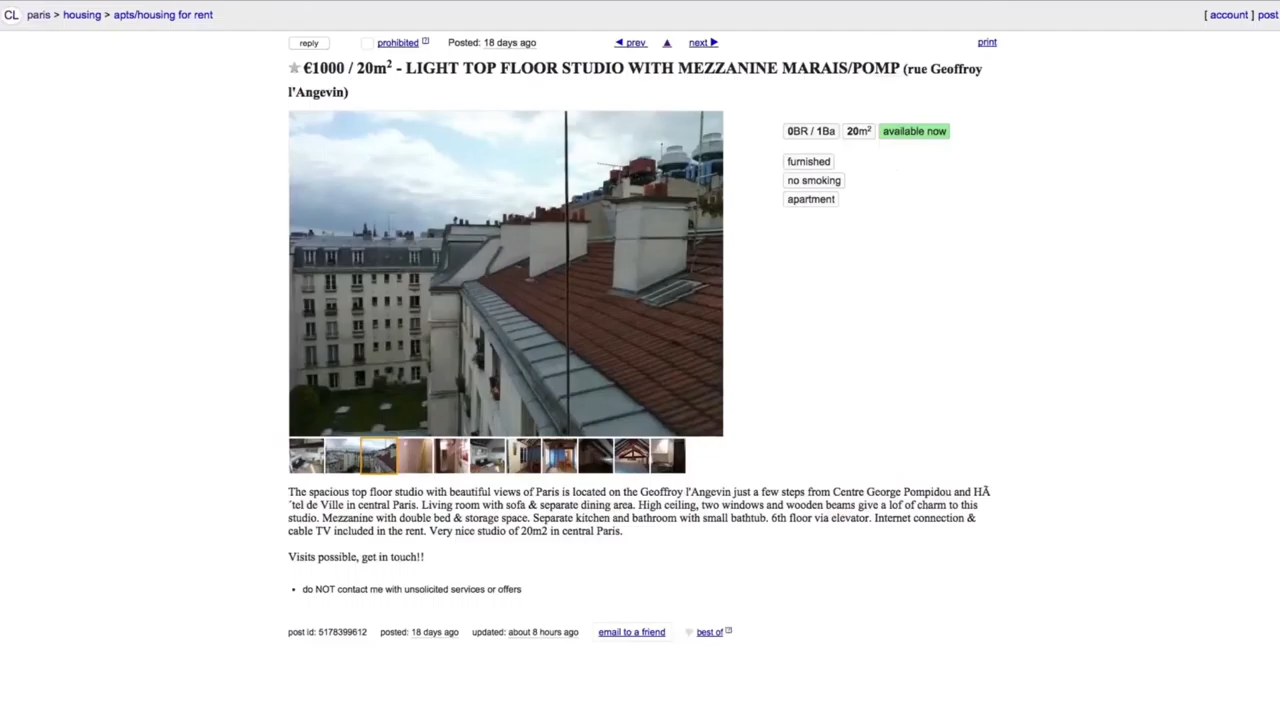 CL paris > housing > apts/housing for rent [ account ] post
reply prohibited [?] Posted: 18 days ago ◄ prev ▲ next ► print
★ €1000 / 20m² - LIGHT TOP FLOOR STUDIO WITH MEZZANINE MARAIS/POMP (rue Geoffroy
l'Angevin)
0BR / 1Ba 20m² available now
furnished
no smoking
apartment
The spacious top floor studio with beautiful views of Paris is located on the Geoffroy l'Angevin just a few steps from Centre George Pompidou and HÃ
´tel de Ville in central Paris. Living room with sofa & separate dining area. High ceiling, two windows and wooden beams give a lof of charm to this
studio. Mezzanine with double bed & storage space. Separate kitchen and bathroom with small bathtub. 6th floor via elevator. Internet connection &
cable TV included in the rent. Very nice studio of 20m2 in central Paris.
Visits possible, get in touch!!
• do NOT contact me with unsolicited services or offers
post id: 5178399612 posted: 18 days ago updated: about 8 hours ago email to a friend ♥ best of [?]